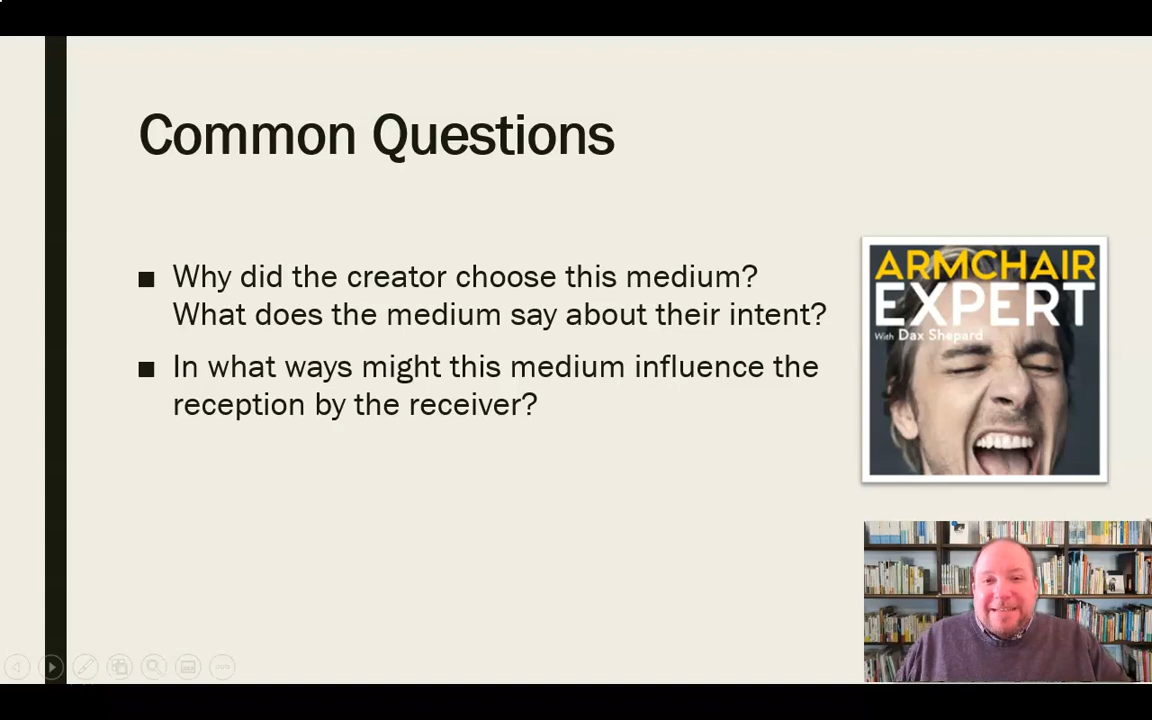 Common Questions
■ Why did the creator choose this medium?
What does the medium say about their intent?
■ In what ways might this medium influence the
reception by the receiver?
ARMCHAIR
EXPERT
With Dax Shepard